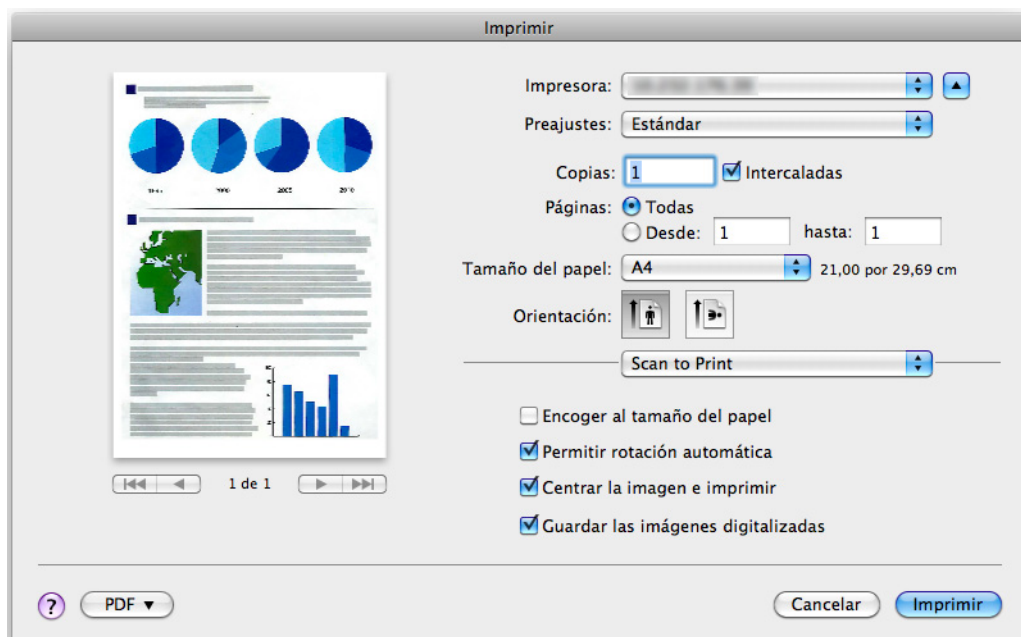 Imprimir
Impresora:
Preajustes: Estándar
Copias: 1 Intercaladas
Páginas: Todas
Desde: 1 hasta: 1
Tamaño del papel: A4 21,00 por 29,69 cm
Orientación:
Scan to Print
Encoger al tamaño del papel
Permitir rotación automática
Centrar la imagen e imprimir
Guardar las imágenes digitalizadas
2005 2010
1 de 1
? PDF Cancelar Imprimir